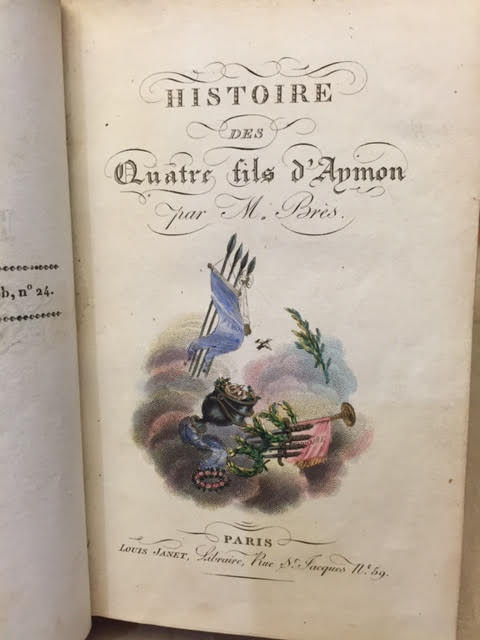 HISTOIRE
DES
Quatre fils d'Aymon
par M. Brès.
b, nº 24.
PARIS
LOUIS JANET, Libraire, Rue St. Jacques Nº. 59.